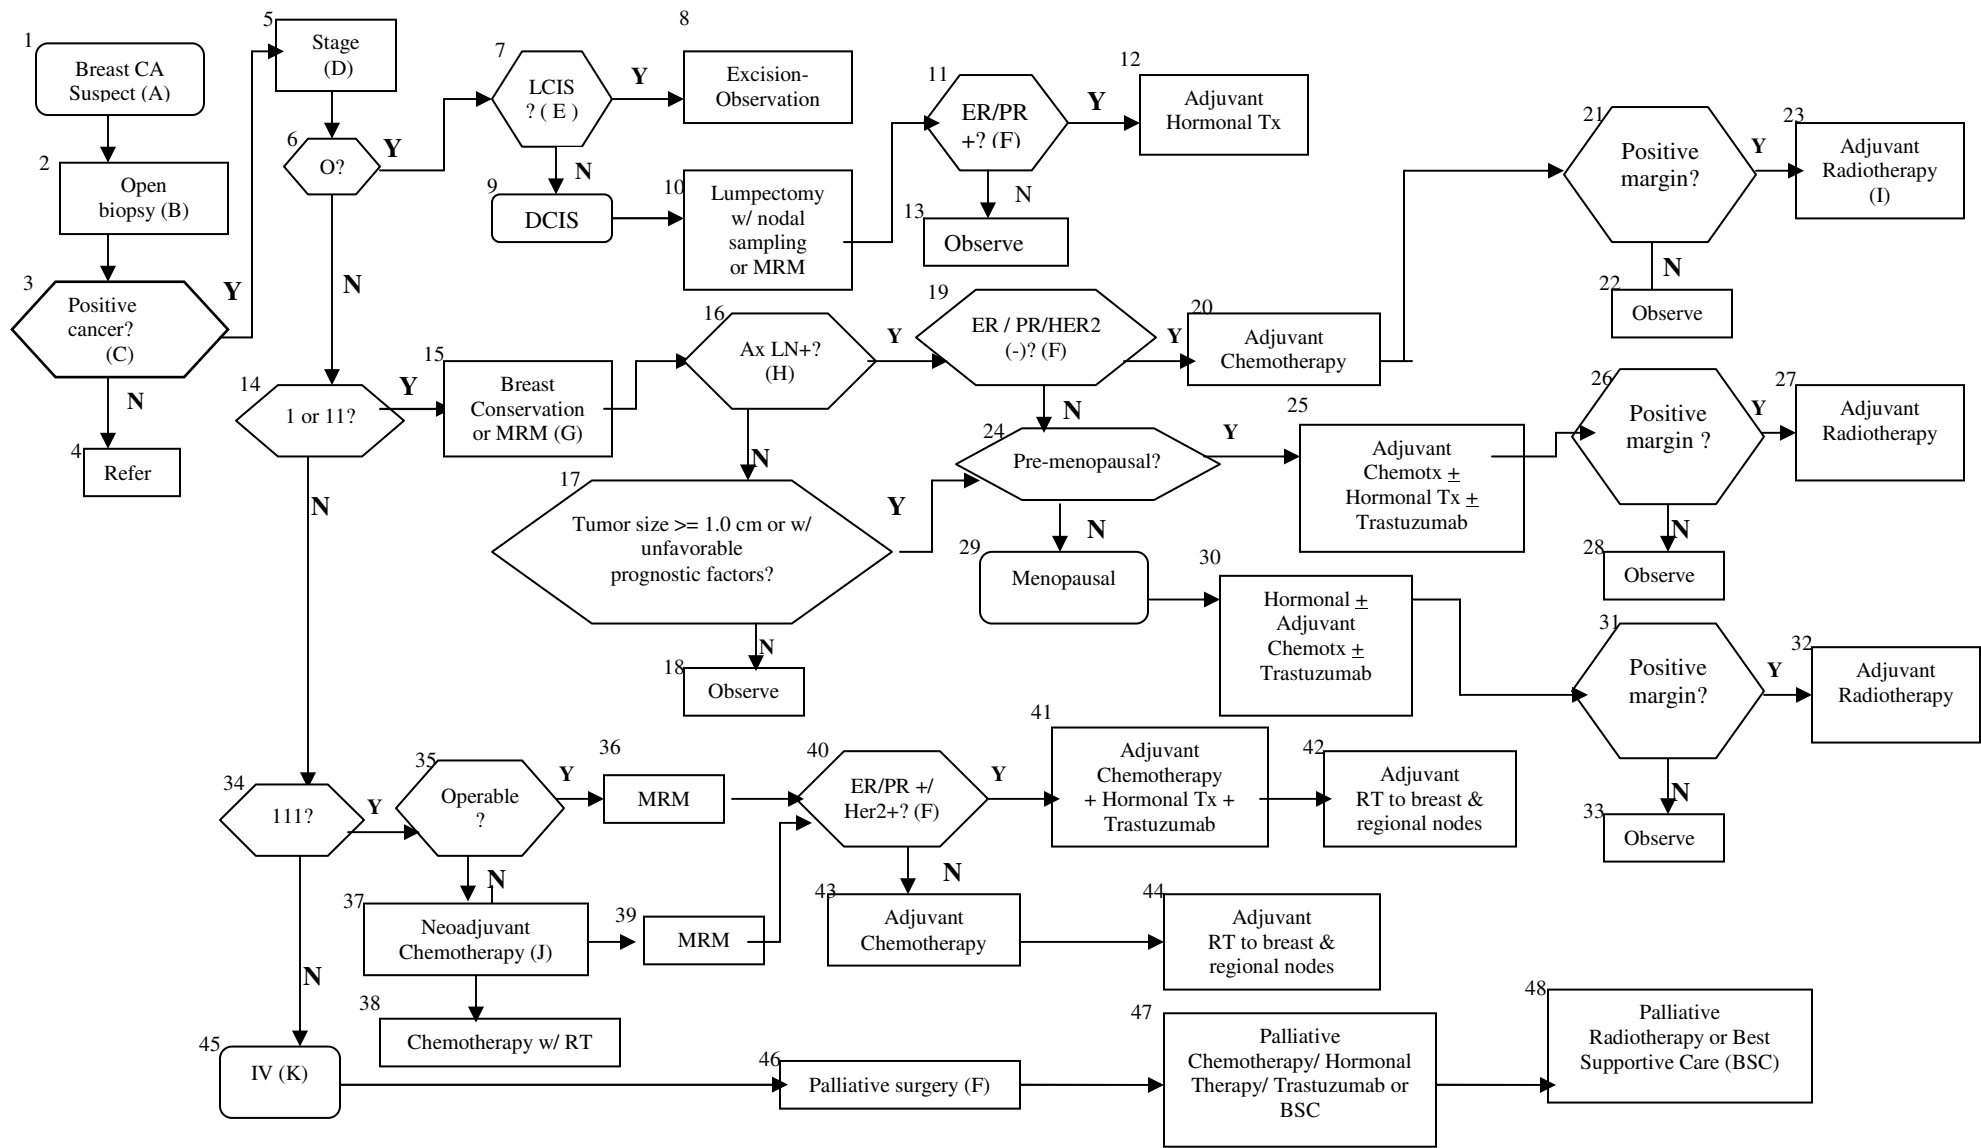 1
Breast CA
Suspect (A)
2
Open
biopsy (B)
3
Positive
cancer?
(C)
Y
N
4
Refer
5
Stage
(D)
6
O?
Y
N
7
LCIS
? ( E )
Y
N
8
Excision-
Observation
9
DCIS
10
Lumpectomy
w/ nodal
sampling
or MRM
11
ER/PR
+? (F)
Y
N
12
Adjuvant
Hormonal Tx
13
Observe
14
1 or 11?
Y
N
15
Breast
Conservation
or MRM (G)
16
Ax LN+?
(H)
Y
N
17
Tumor size >= 1.0 cm or w/
unfavorable
prognostic factors?
Y
N
18
Observe
19
ER / PR/HER2
(-)? (F)
Y
N
20
Adjuvant
Chemotherapy
21
Positive
margin?
Y
N
22
Observe
23
Adjuvant
Radiotherapy
(I)
24
Pre-menopausal?
Y
N
25
Adjuvant
Chemotx ±
Hormonal Tx ±
Trastuzumab
26
Positive
margin ?
Y
N
27
Adjuvant
Radiotherapy
28
Observe
29
Menopausal
30
Hormonal ±
Adjuvant
Chemotx ±
Trastuzumab
31
Positive
margin?
Y
N
32
Adjuvant
Radiotherapy
33
Observe
34
111?
Y
N
35
Operable
?
Y
N
36
MRM
37
Neoadjuvant
Chemotherapy (J)
38
Chemotherapy w/ RT
39
MRM
40
ER/PR +/
Her2+? (F)
Y
N
41
Adjuvant
Chemotherapy
+ Hormonal Tx +
Trastuzumab
42
Adjuvant
RT to breast &
regional nodes
43
Adjuvant
Chemotherapy
44
Adjuvant
RT to breast &
regional nodes
45
IV (K)
46
Palliative surgery (F)
47
Palliative
Chemotherapy/ Hormonal
Therapy/ Trastuzumab or
BSC
48
Palliative
Radiotherapy or Best
Supportive Care (BSC)